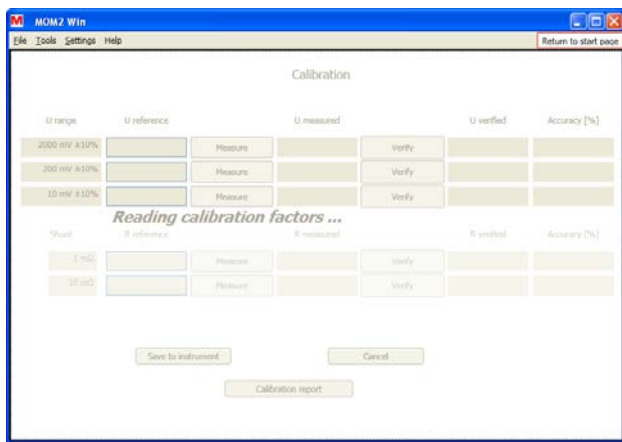 MOM2 Win
File Tools Settings Help Return to start page
Calibration
U range U reference U measured U verified Accuracy [%]
2000 mV ±10% Measure Verify
200 mV ±10% Measure Verify
10 mV ±10% Measure Verify
Reading calibration factors ...
Shunt R reference R measured R verified Accuracy [%]
1 mΩ Measure Verify
10 mΩ Measure Verify
Save to instrument Cancel
Calibration report